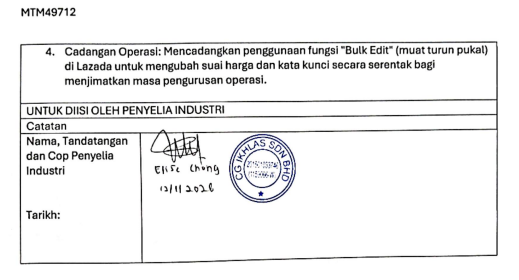 MTM49712
4. Cadangan Operasi: Mencadangkan penggunaan fungsi "Bulk Edit" (muat turun pukal)
di Lazada untuk mengubah suai harga dan kata kunci secara serentak bagi
menjimatkan masa pengurusan operasi.
UNTUK DIISI OLEH PENYELIA INDUSTRI
Catatan
Nama, Tandatangan
dan Cop Penyelia
Industri
Elise Chong
12/11 2026
CG IKHLAS SDN BHD
Tarikh: